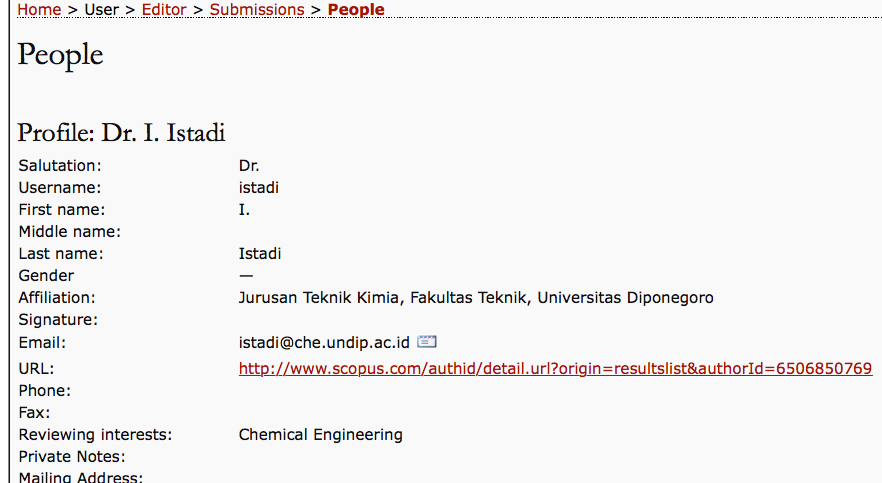 Home > User > Editor > Submissions > People
People
Profile: Dr. I. Istadi
Salutation: Dr.
Username: istadi
First name: I.
Middle name:
Last name: Istadi
Gender —
Affiliation: Jurusan Teknik Kimia, Fakultas Teknik, Universitas Diponegoro
Signature:
Email: istadi@che.undip.ac.id
URL: http://www.scopus.com/authid/detail.url?origin=resultslist&authorId=6506850769
Phone:
Fax:
Reviewing interests: Chemical Engineering
Private Notes:
Mailing Address: